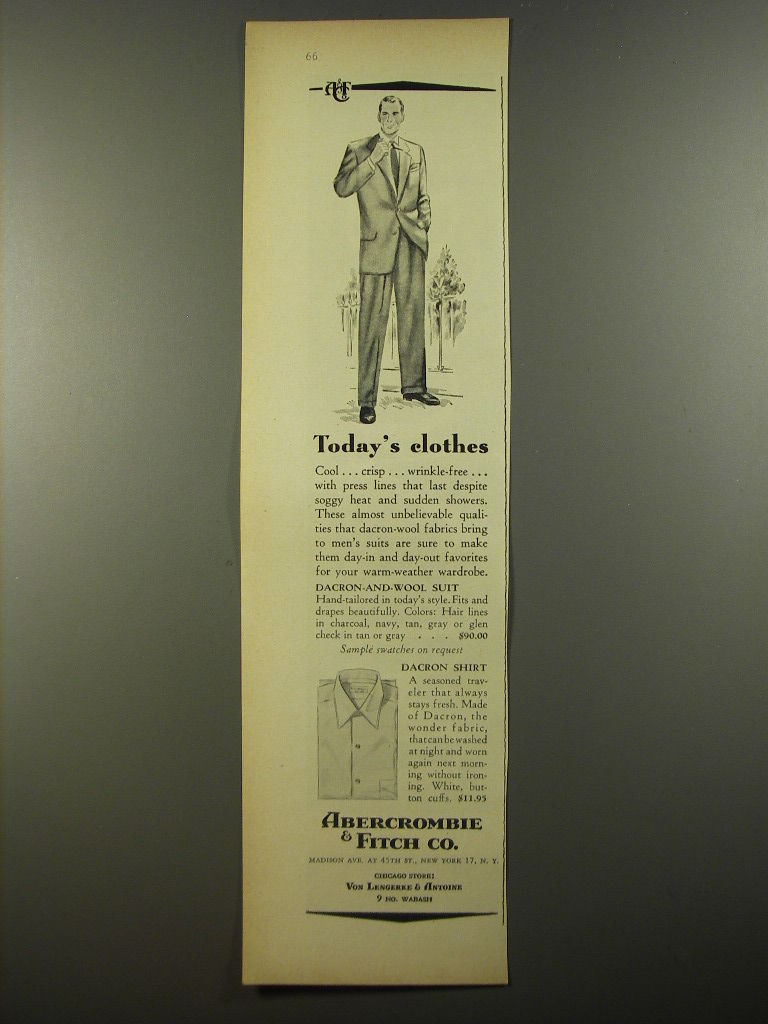 66
A&F Co
Today's clothes
Cool . . . crisp . . . wrinkle-free . . .
with press lines that last despite
soggy heat and sudden showers.
These almost unbelievable quali-
ties that dacron-wool fabrics bring
to men's suits are sure to make
them day-in and day-out favorites
for your warm-weather wardrobe.
DACRON-AND-WOOL SUIT
Hand-tailored in today's style. Fits and
drapes beautifully. Colors: Hair lines
in charcoal, navy, tan, gray or glen
check in tan or gray . . . $90.00
Sample swatches on request
DACRON SHIRT
A seasoned trav-
eler that always
stays fresh. Made
of Dacron, the
wonder fabric,
that can be washed
at night and worn
again next morn-
ing without iron-
ing. White, but-
ton cuffs. $11.95
ABERCROMBIE
& FITCH CO.
MADISON AVE. AT 45TH ST., NEW YORK 17, N. Y.
CHICAGO STORE:
VON LENGERKE & ANTOINE
9 NO. WABASH